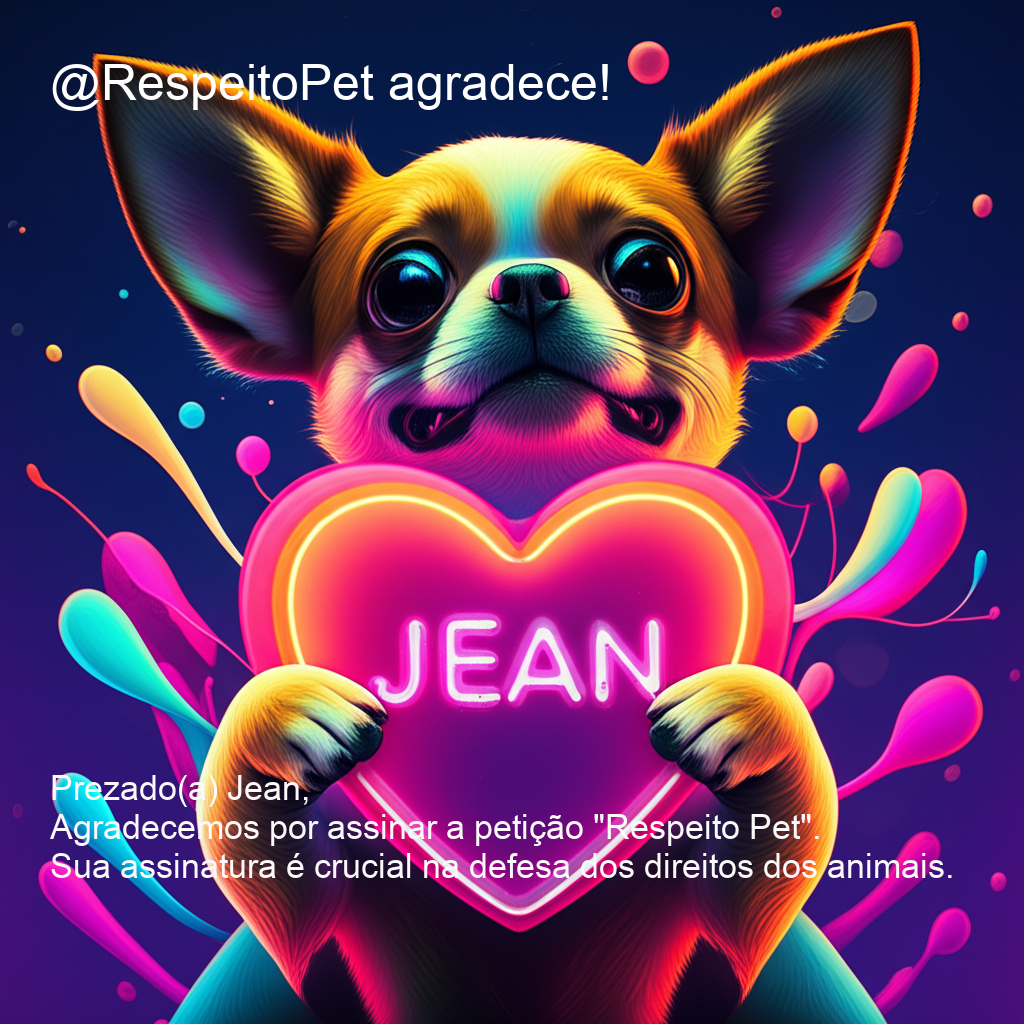 @RespeitoPet agradece!
JEAN
Prezado(a) Jean,
Agradecemos por assinar a petição "Respeito Pet".
Sua assinatura é crucial na defesa dos direitos dos animais.